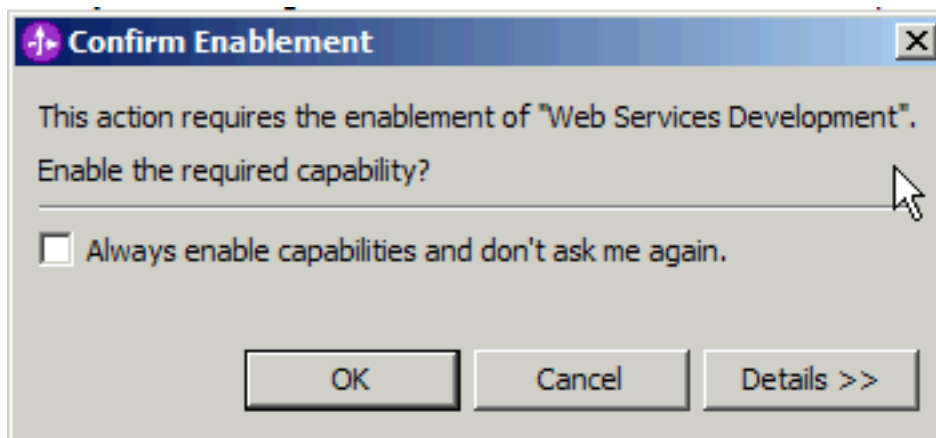 Confirm Enablement
This action requires the enablement of "Web Services Development".
Enable the required capability?
Always enable capabilities and don't ask me again.
OK Cancel Details >>